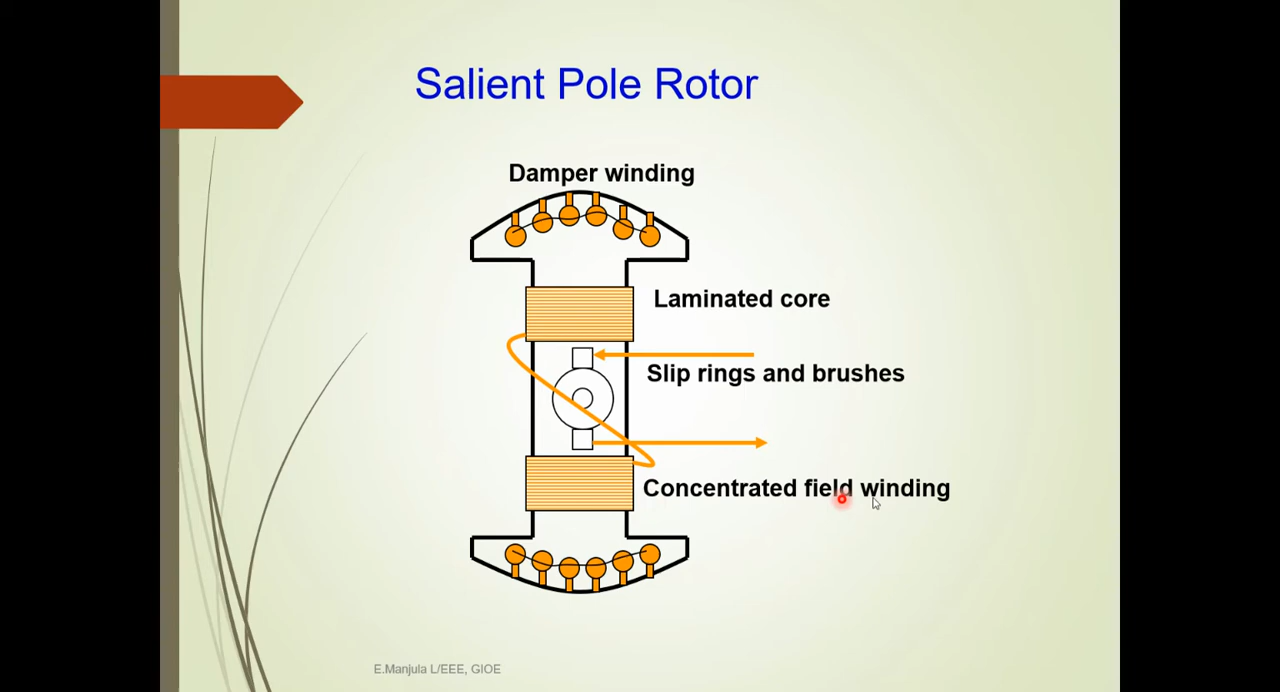 Salient Pole Rotor
Damper winding
Laminated core
Slip rings and brushes
Concentrated field winding
E.Manjula L/EEE, GIOE